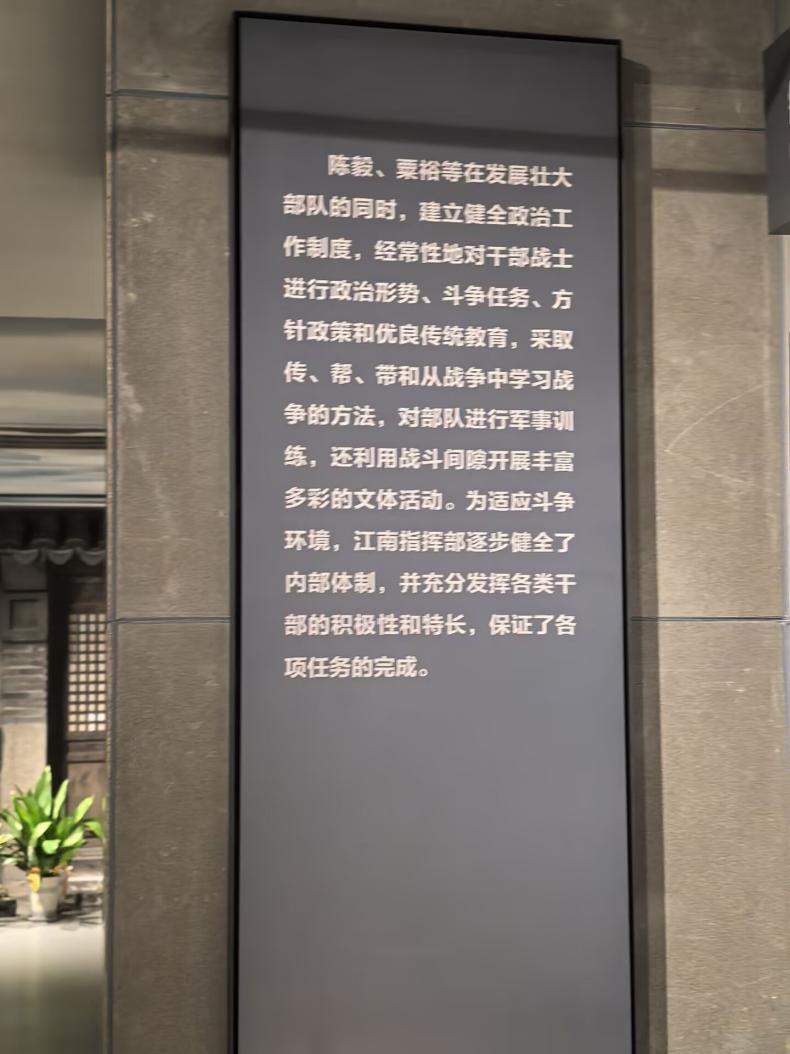 陈毅、粟裕等在发展壮大
部队的同时，建立健全政治工
作制度，经常性地对干部战士
进行政治形势、斗争任务、方
针政策和优良传统教育，采取
传、帮、带和从战争中学习战
争的方法，对部队进行军事训
练，还利用战斗间隙开展丰富
多彩的文体活动。为适应斗争
环境，江南指挥部逐步健全了
内部体制，并充分发挥各类干
部的积极性和特长，保证了各
项任务的完成。